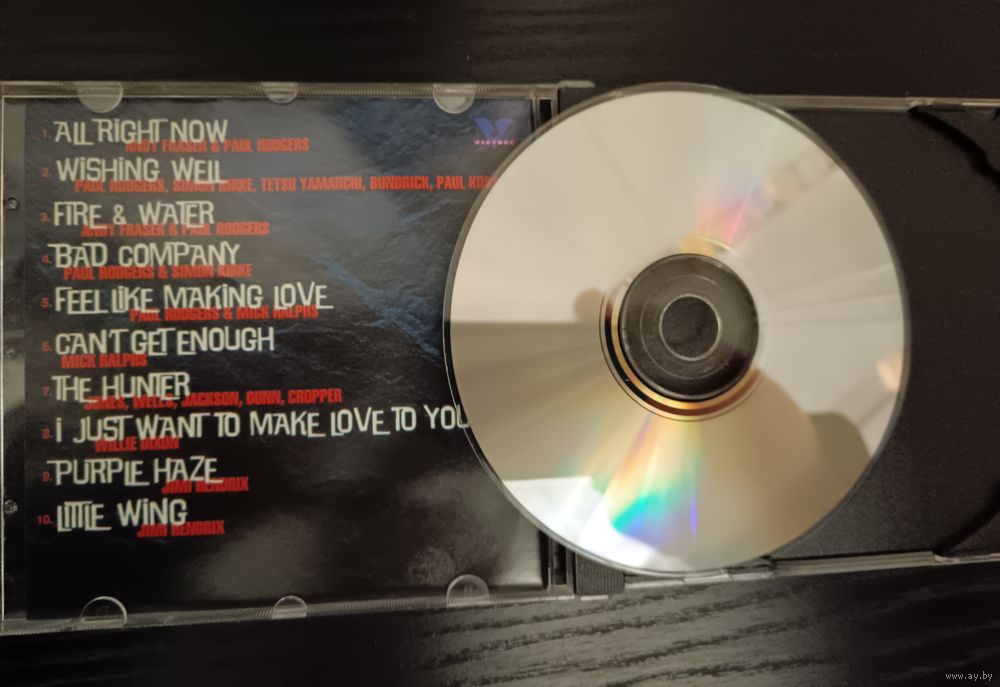 1. ALL RIGHT NOW
ANDY FRASER & PAUL RODGERS
2. WISHING WELL
PAUL RODGERS, SIMON KIRKE, TETSU YAMAUCHI, BUNDRICK, PAUL
3. FIRE & WATER
ANDY FRASER & PAUL RODGERS
4. BAD COMPANY
PAUL RODGERS & SIMON KIRKE
5. FEEL LIKE MAKING LOVE
PAUL RODGERS & MICK RALPHS
6. CAN'T GET ENOUGH
MICK RALPHS
7. THE HUNTER
JONES, WELLS, JACKSON, DUNN, CROPPER
8. I JUST WANT TO MAKE LOVE TO YOU
WILLIE DIXON
9. PURPLE HAZE
JIMI HENDRIX
10. LITTLE WING
JIMI HENDRIX
VICTORY
www.ay.by